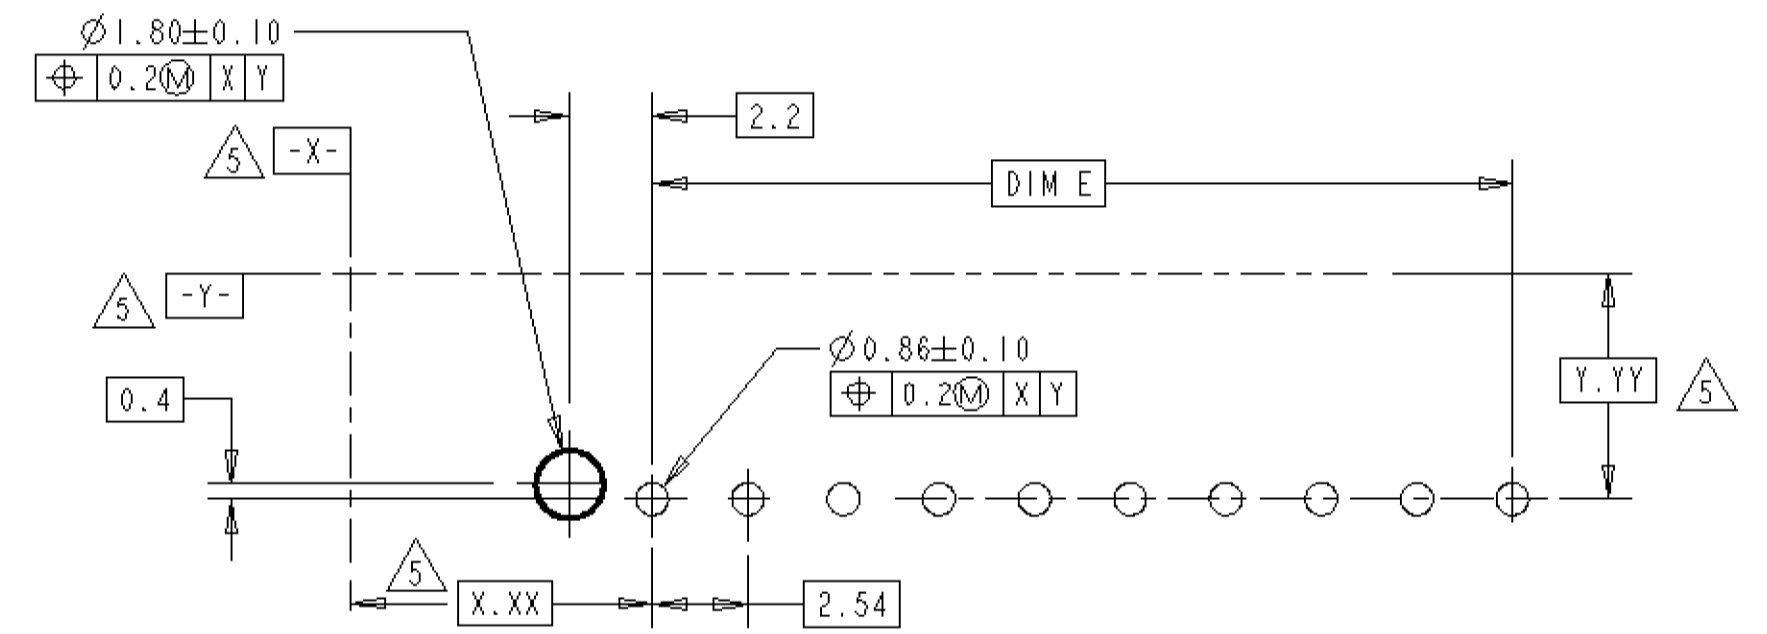 Ø1.80±0.10
⌖ 0.2Ⓜ X Y
2.2
5 -X-
DIM E
5 -Y-
Ø0.86±0.10
⌖ 0.2Ⓜ X Y
Y.YY 5
0.4
5
X.XX
2.54